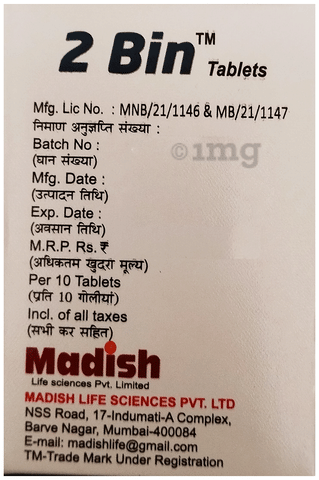 2 Bin™
Tablets
Mfg. Lic No. : MNB/21/1146 & MB/21/1147
निमाण अनुज्ञप्ति संख्या :
Batch No :
(घान संख्या)
©1mg
Mfg. Date :
(उत्पादन तिथि)
Exp. Date :
(अवसान तिथि)
M.R.P. Rs. ₹
(अधिकतम खुदरा मूल्य)
Per 10 Tablets
(प्रति 10 गोलीयां)
Incl. of all taxes
(सभी कर सहित)
Madish
Life sciences Pvt. Limited
MADISH LIFE SCIENCES PVT. LTD
NSS Road, 17-Indumati-A Complex,
Barve Nagar, Mumbai-400084
E-mail: madishlife@gmail.com
TM-Trade Mark Under Registration